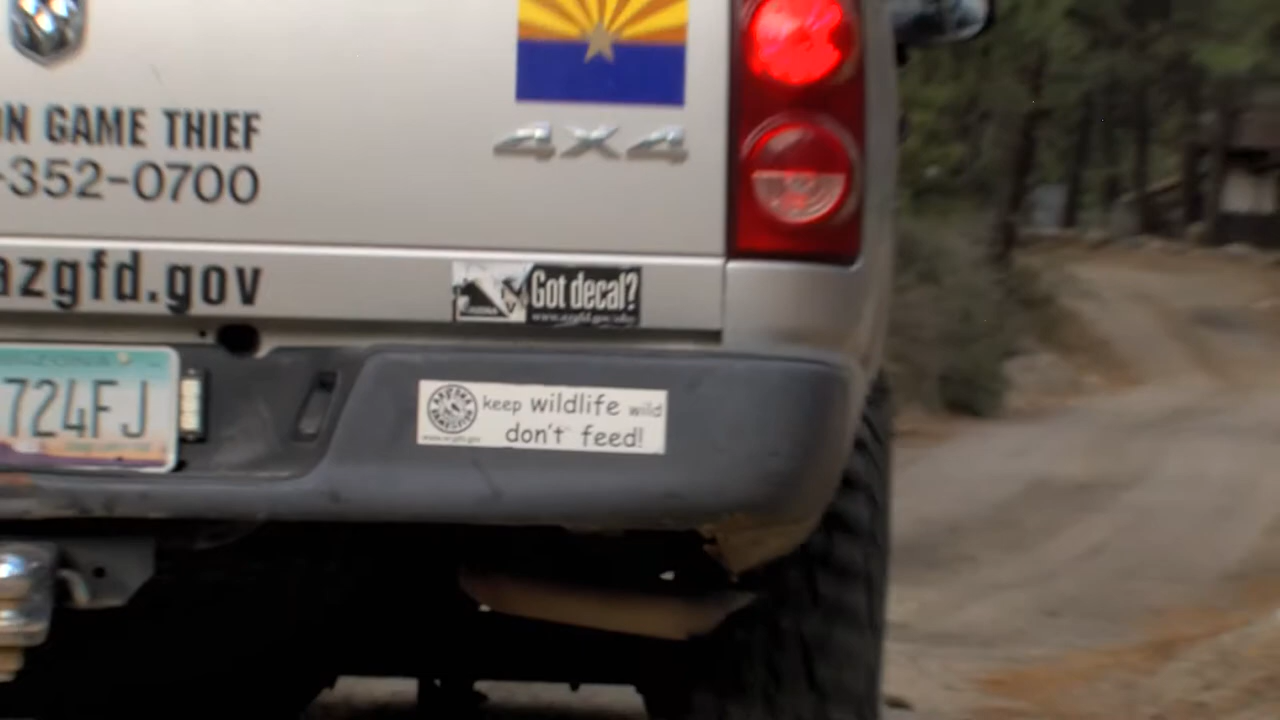 N GAME THIEF
-352-0700
4X4
azgfd.gov
Got decal?
724FJ
keep wildlife wild
don't feed!